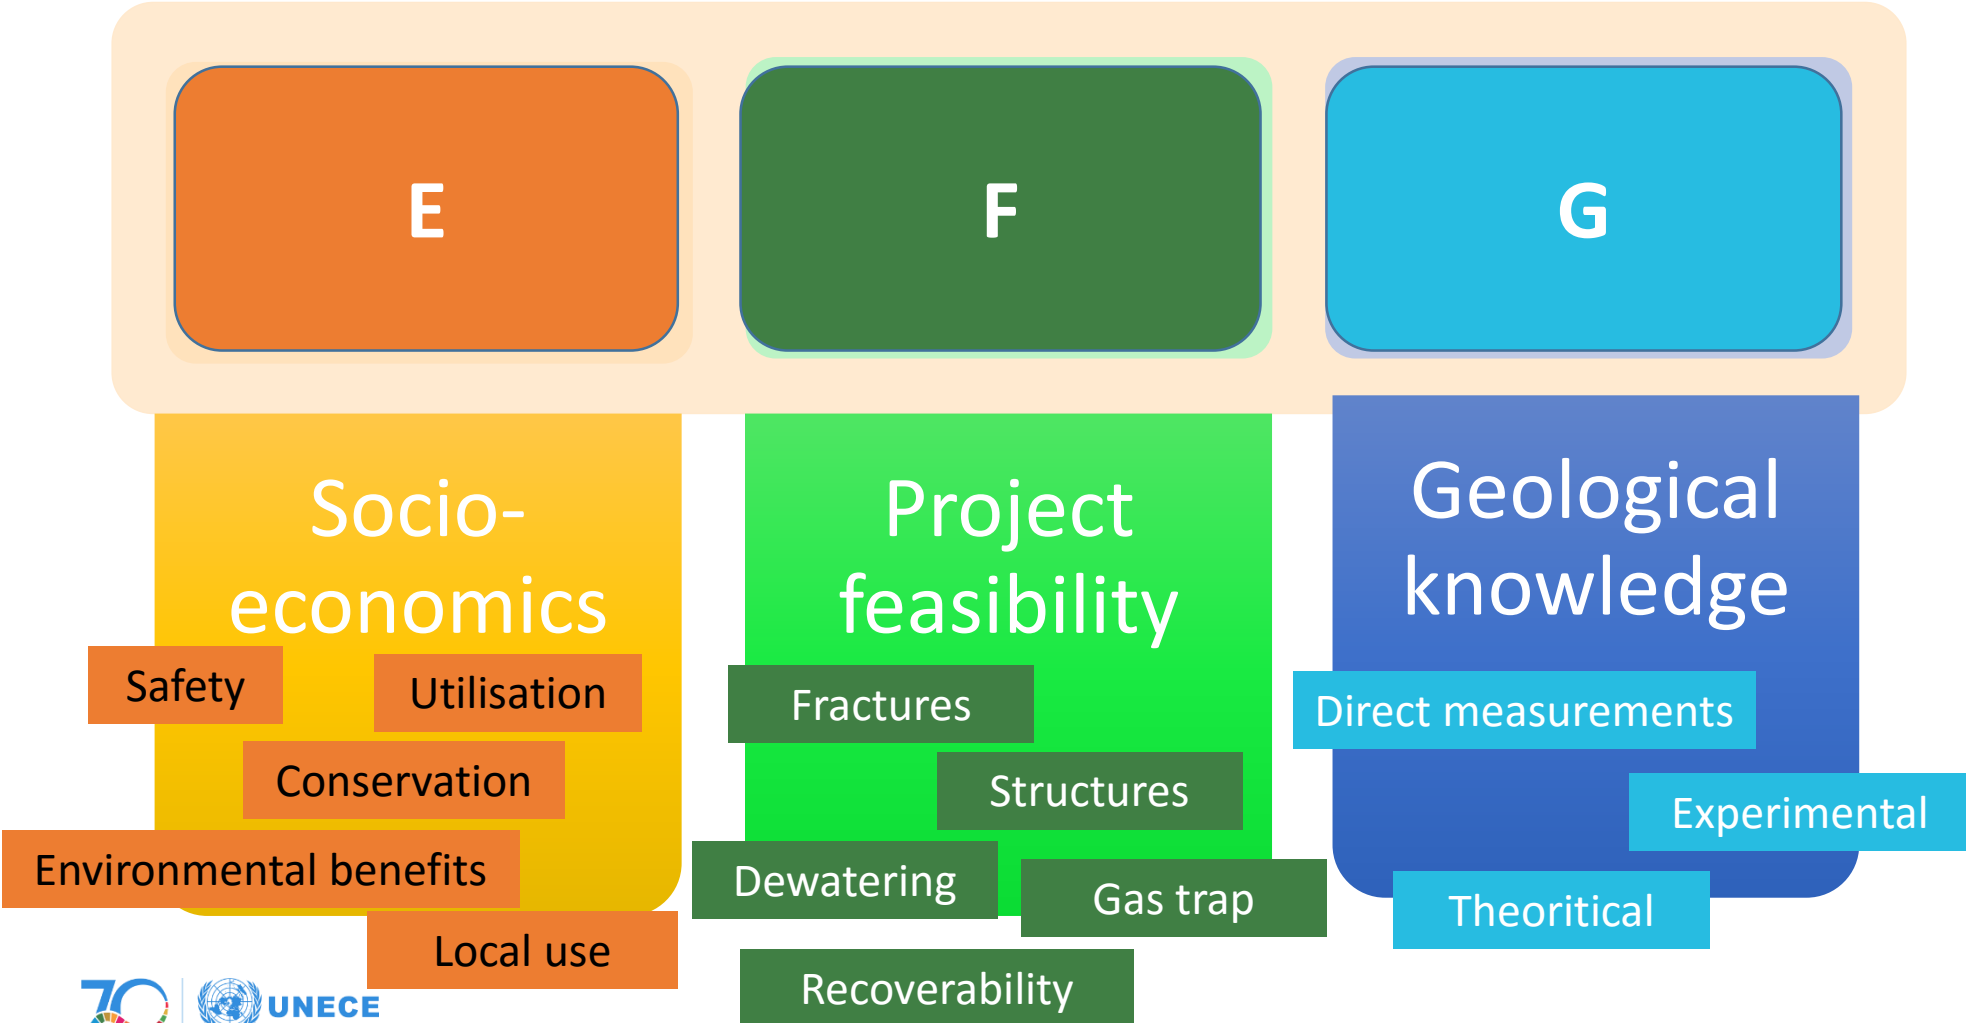 E
F
G
Socio-
economics
Safety
Utilisation
Conservation
Environmental benefits
Local use
Project
feasibility
Fractures
Structures
Dewatering
Gas trap
Recoverability
Geological
knowledge
Direct measurements
Experimental
Theoritical
70
UNECE